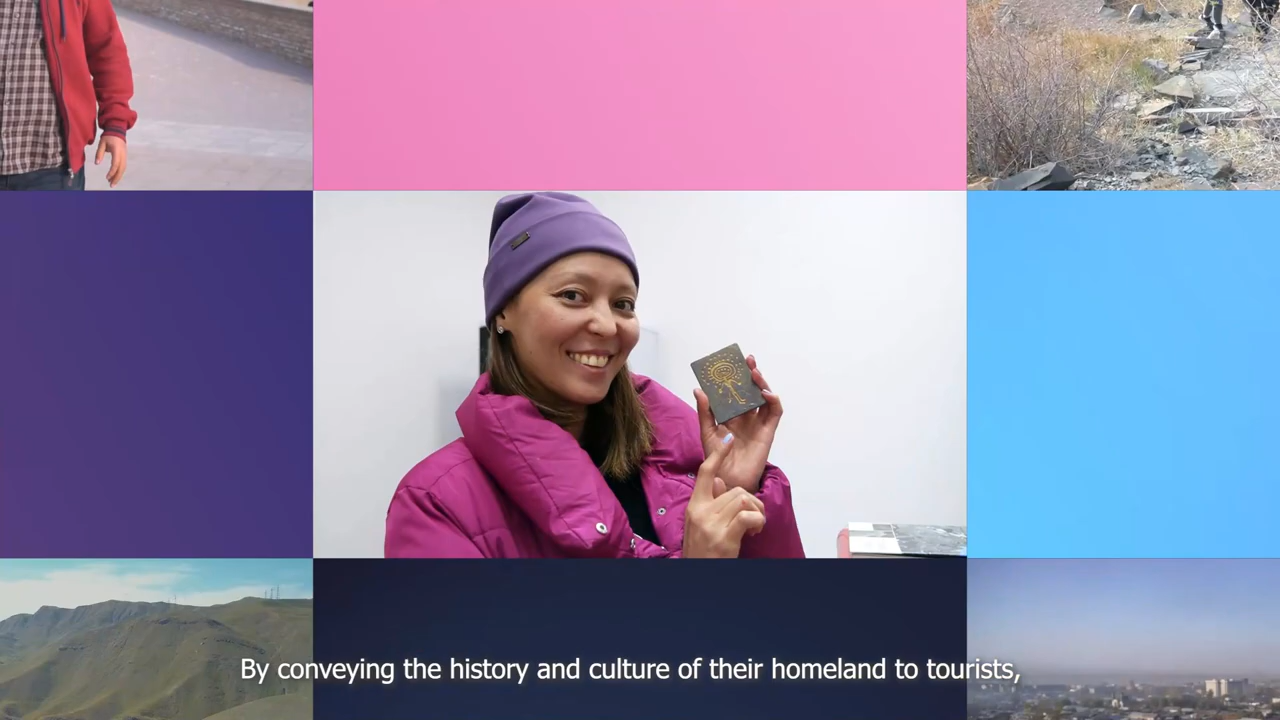 By conveying the history and culture of their homeland to tourists,